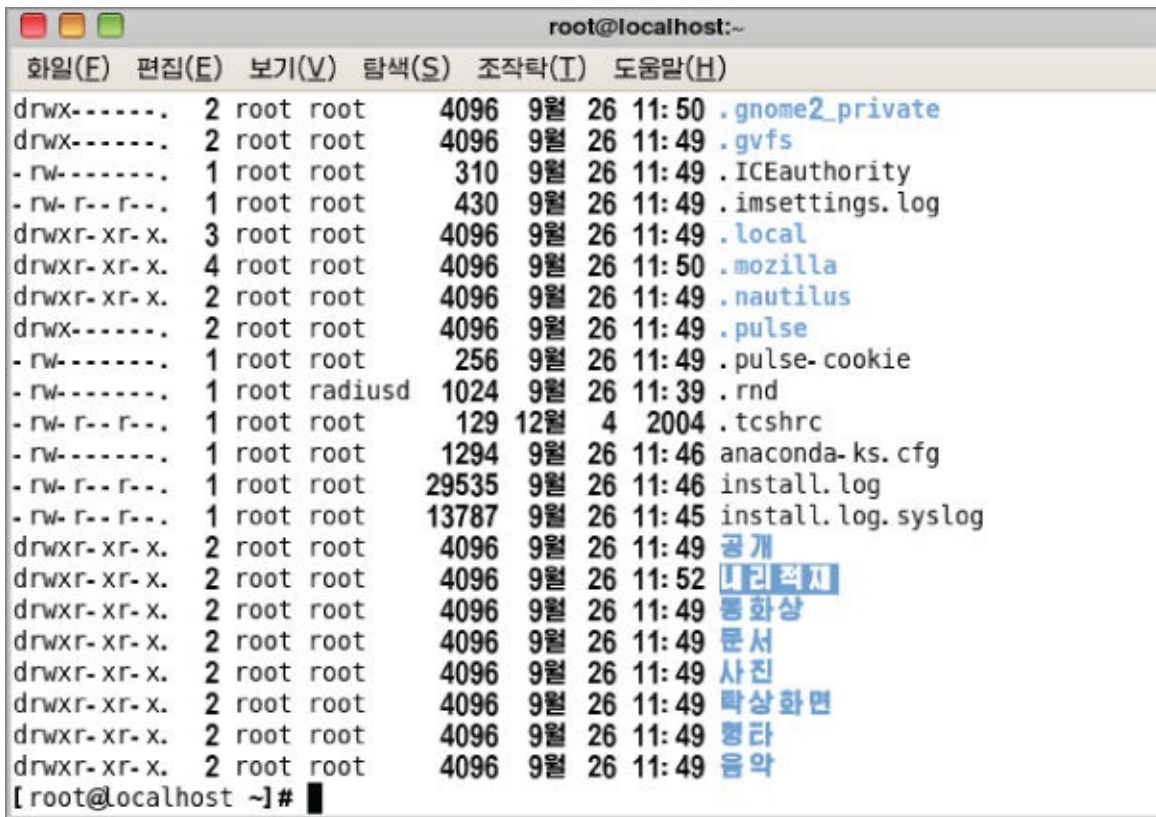 root@localhost:~
화일(F) 편집(E) 보기(V) 탐색(S) 조작탁(T) 도움말(H)
drwx------. 2 root root 4096 9월 26 11:50 .gnome2_private
drwx------. 2 root root 4096 9월 26 11:49 .gvfs
-rw-------. 1 root root 310 9월 26 11:49 .ICEauthority
-rw-r--r--. 1 root root 430 9월 26 11:49 .imsettings.log
drwxr-xr-x. 3 root root 4096 9월 26 11:49 .local
drwxr-xr-x. 4 root root 4096 9월 26 11:50 .mozilla
drwxr-xr-x. 2 root root 4096 9월 26 11:49 .nautilus
drwx------. 2 root root 4096 9월 26 11:49 .pulse
-rw-------. 1 root root 256 9월 26 11:49 .pulse-cookie
-rw-------. 1 root radiusd 1024 9월 26 11:39 .rnd
-rw-r--r--. 1 root root 129 12월 4 2004 .tcshrc
-rw-------. 1 root root 1294 9월 26 11:46 anaconda-ks.cfg
-rw-r--r--. 1 root root 29535 9월 26 11:46 install.log
-rw-r--r--. 1 root root 13787 9월 26 11:45 install.log.syslog
drwxr-xr-x. 2 root root 4096 9월 26 11:49 공개
drwxr-xr-x. 2 root root 4096 9월 26 11:52 내리적재
drwxr-xr-x. 2 root root 4096 9월 26 11:49 동화상
drwxr-xr-x. 2 root root 4096 9월 26 11:49 문서
drwxr-xr-x. 2 root root 4096 9월 26 11:49 사진
drwxr-xr-x. 2 root root 4096 9월 26 11:49 탁상화면
drwxr-xr-x. 2 root root 4096 9월 26 11:49 형타
drwxr-xr-x. 2 root root 4096 9월 26 11:49 음악
[root@localhost ~]#